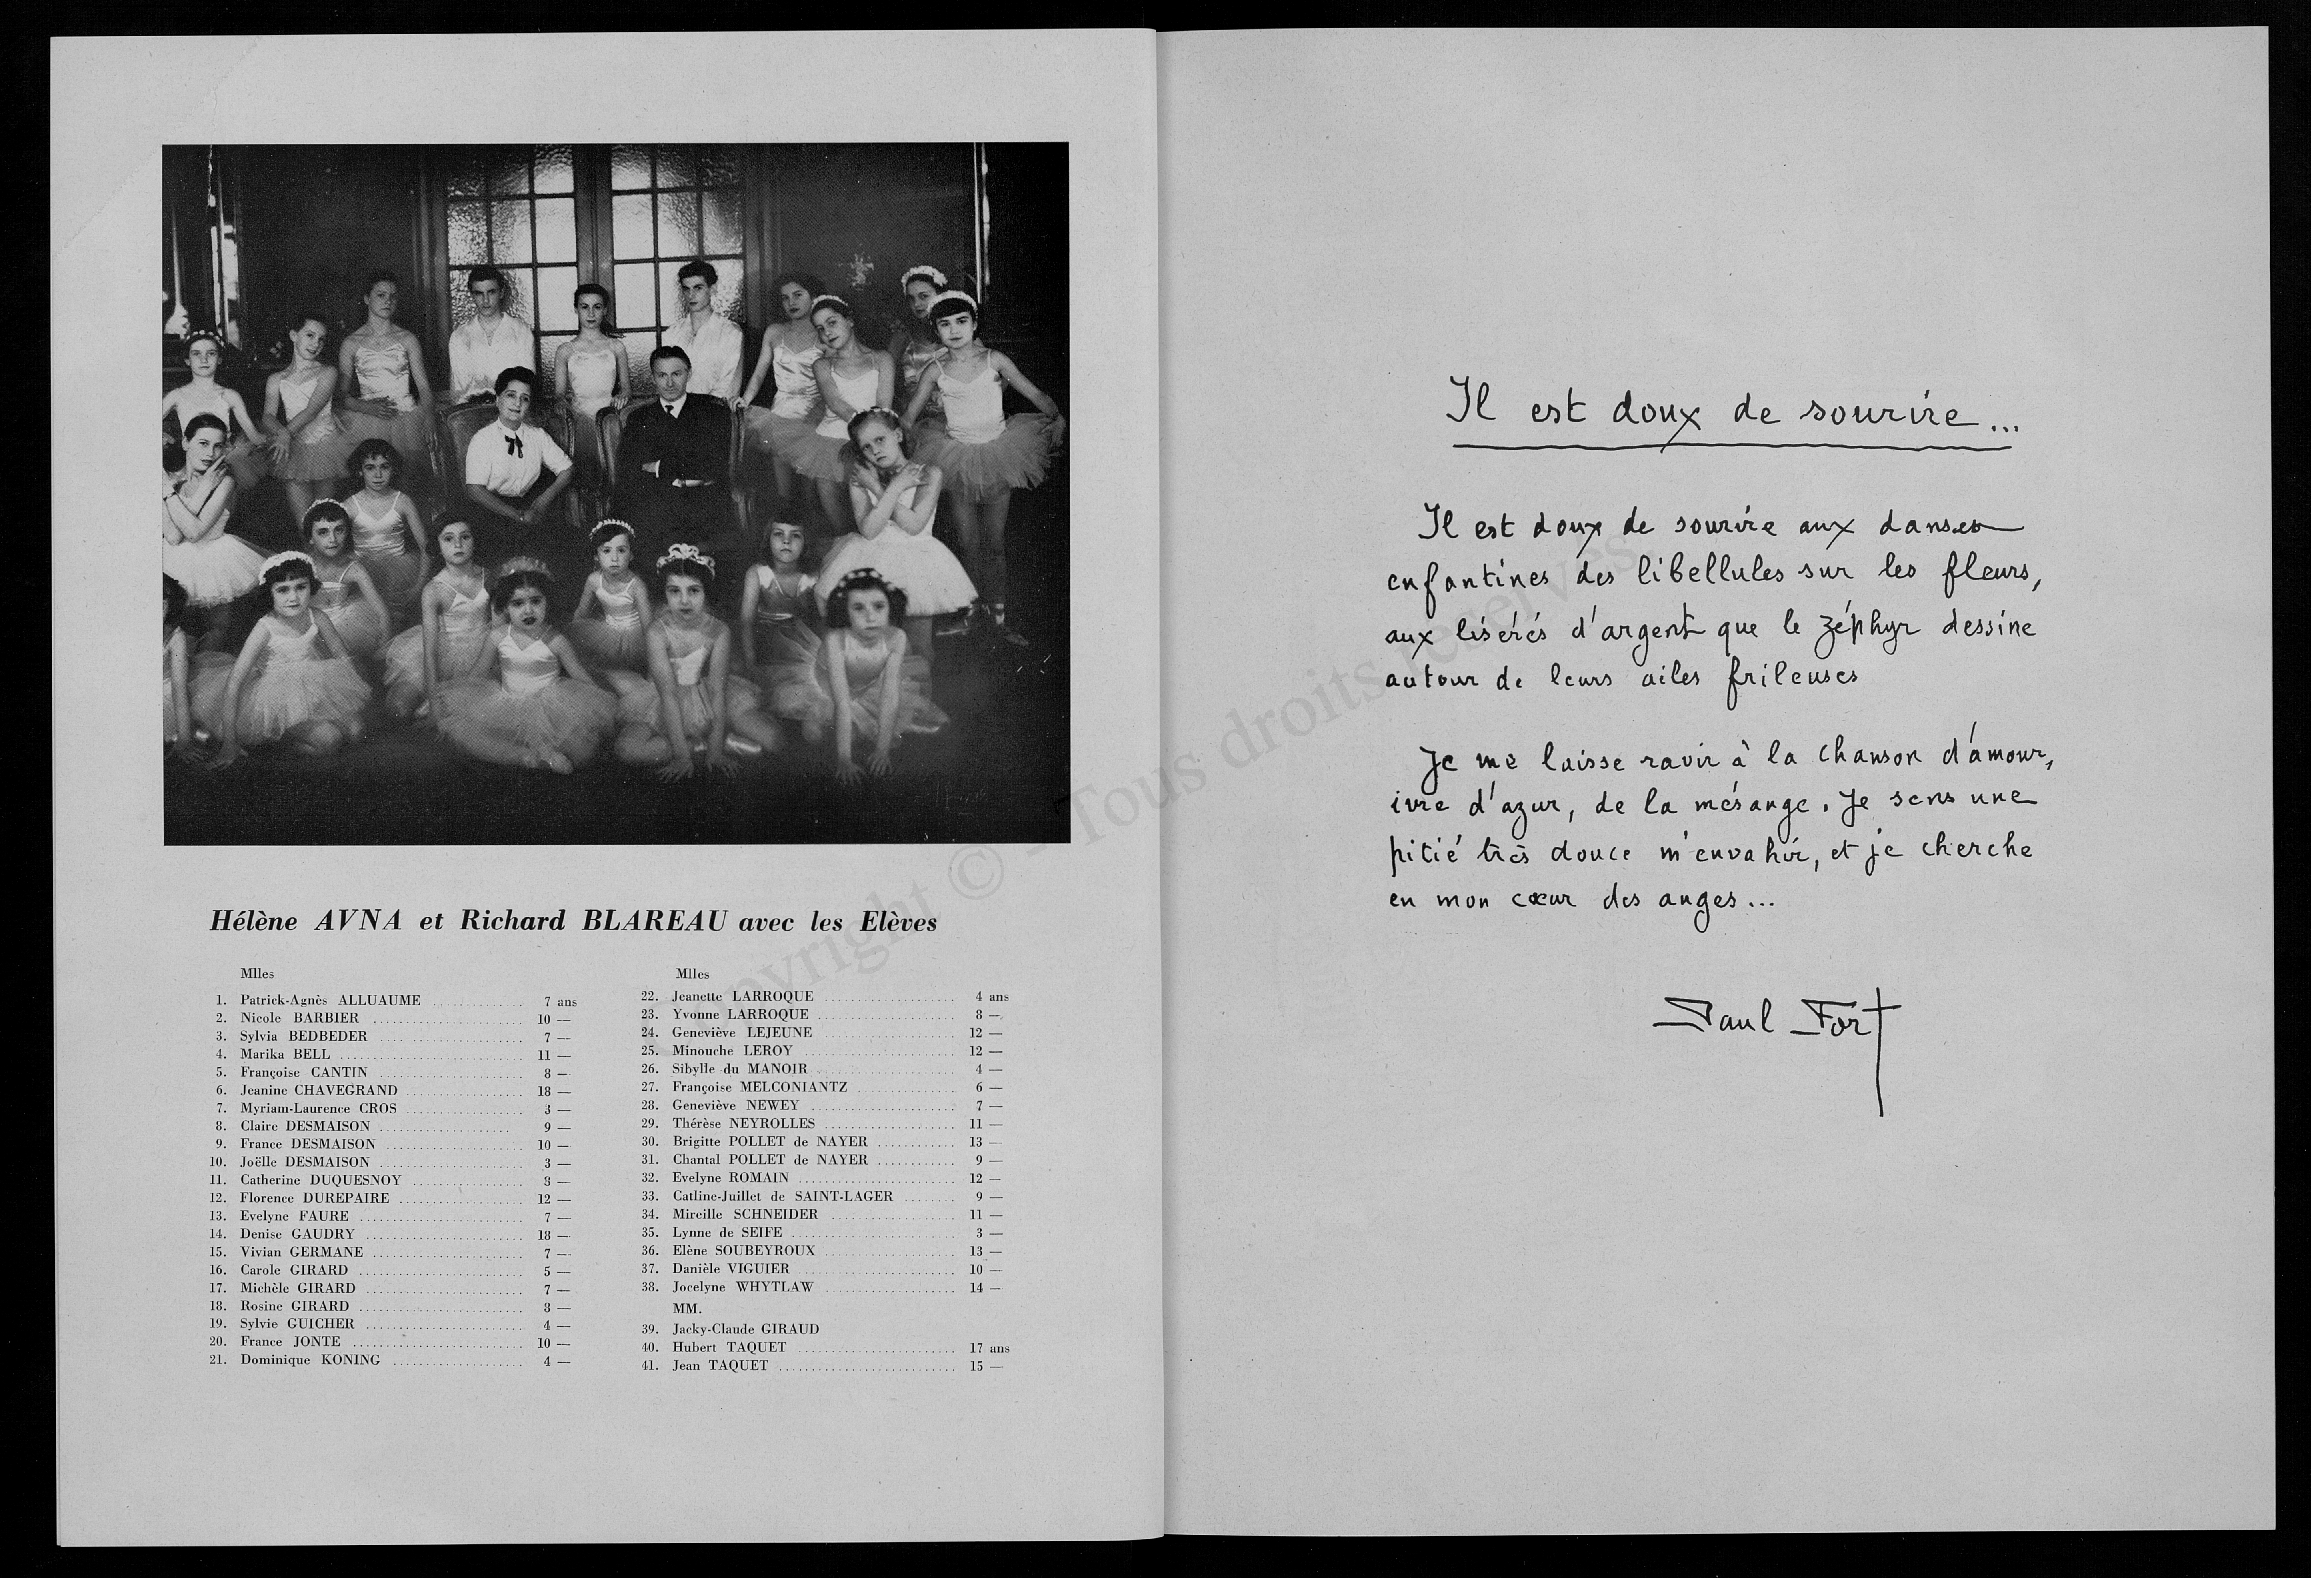 Hélène AVNA et Richard BLAREAU avec les Elèves
Mlles
1. Patrick-Agnès ALLUAUME ............. 7 ans
2. Nicole BARBIER ............. 10 —
3. Sylvia BEDBEDER ............. 7 —
4. Marika BELL ............. 11 —
5. Françoise CANTIN ............. 8 —
6. Jeanine CHAVEGRAND ............. 18 —
7. Myriam-Laurence CROS ............. 3 —
8. Claire DESMAISON ............. 9 —
9. France DESMAISON ............. 10 —
10. Joëlle DESMAISON ............. 3 —
11. Catherine DUQUESNOY ............. 8 —
12. Florence DUREPAIRE ............. 12 —
13. Evelyne FAURE ............. 7 —
14. Denise GAUDRY ............. 18 —
15. Vivian GERMANE ............. 7 —
16. Carole GIRARD ............. 5 —
17. Michèle GIRARD ............. 7 —
18. Rosine GIRARD ............. 8 —
19. Sylvie GUICHER ............. 4 —
20. France JONTE ............. 10 —
21. Dominique KONING ............. 4 —
Mlles
22. Jeanette LARROQUE ............. 4 ans
23. Yvonne LARROQUE ............. 8 —
24. Geneviève LEJEUNE ............. 12 —
25. Minouche LEROY ............. 12 —
26. Sibylle du MANOIR ............. 4 —
27. Françoise MELCONIANTZ ............. 6 —
28. Geneviève NEWEY ............. 7 —
29. Thérèse NEYROLLES ............. 11 —
30. Brigitte POLLET de NAYER ............. 13 —
31. Chantal POLLET de NAYER ............. 9 —
32. Evelyne ROMAIN ............. 12 —
33. Catline-Juillet de SAINT-LAGER ........ 9 —
34. Mireille SCHNEIDER ............. 11 —
35. Lynne de SEIFE ............. 3 —
36. Elène SOUBEYROUX ............. 13 —
37. Danièle VIGUIER ............. 10 —
38. Jocelyne WHYTLAW ............. 14 —
MM.
39. Jacky-Claude GIRAUD
40. Hubert TAQUET ............. 17 ans
41. Jean TAQUET ............. 15 —
Copyright © - Tous droits réservés
Il est doux de sourire...
Il est doux de sourire aux danses
enfantines des libellules sur les fleurs,
aux lisérés d'argent que le zéphyr dessine
autour de leurs ailes frileuses
Je me laisse ravir à la chanson d'amour,
ivre d'azur, de la mésange. Je sens une
pitié très douce m'envahir, et je cherche
en mon cœur des anges...
Paul Fort